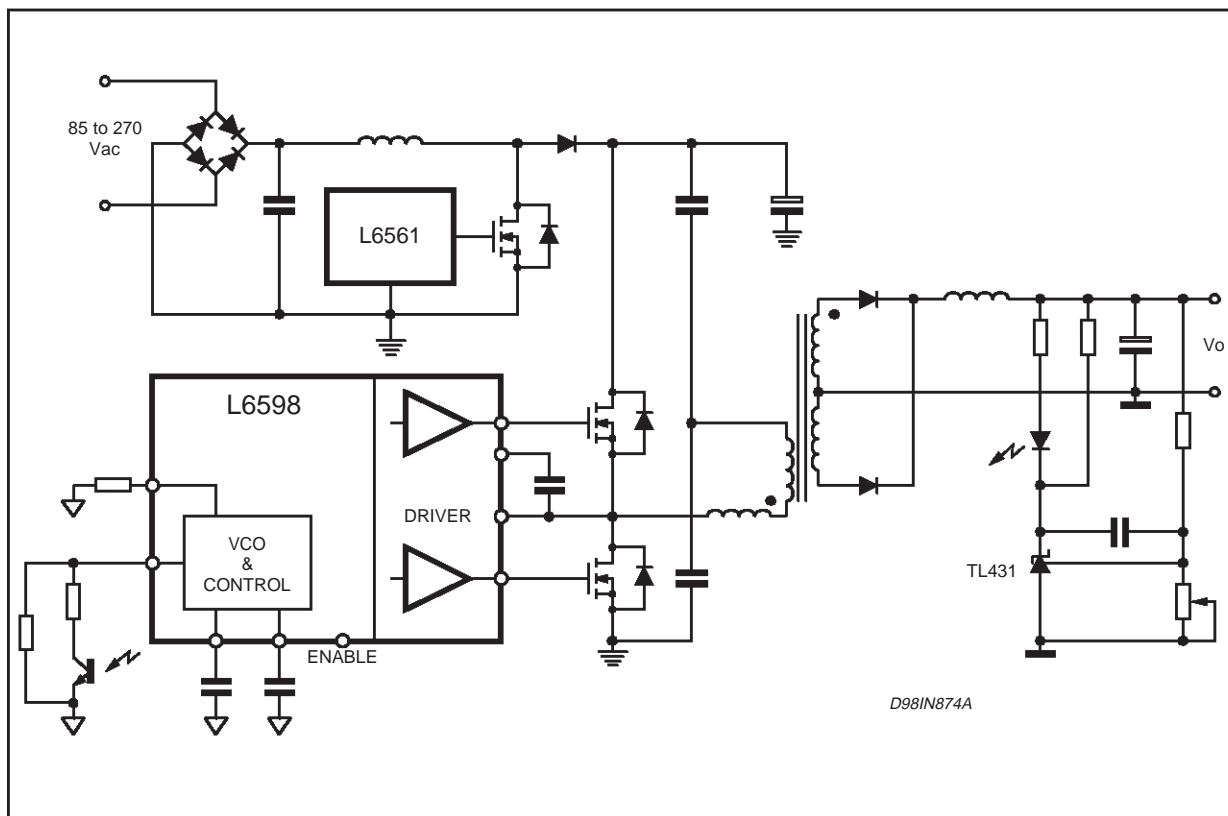 85 to 270
Vac
L6561
L6598
Vo
DRIVER
VCO
&
CONTROL
TL431
ENABLE
D98IN874A